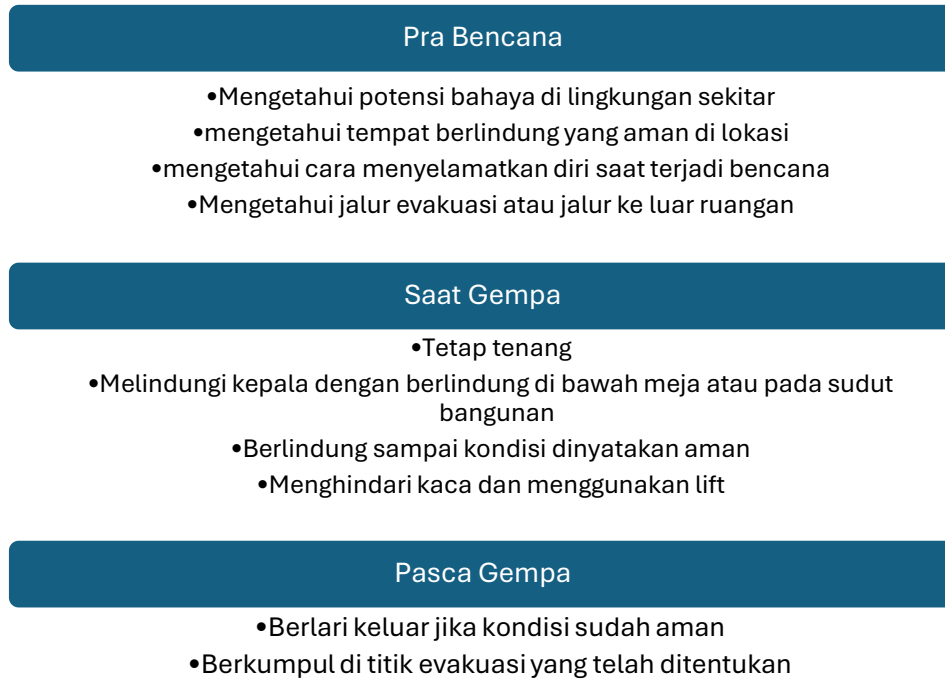 Pra Bencana
•Mengetahui potensi bahaya di lingkungan sekitar
•mengetahui tempat berlindung yang aman di lokasi
•mengetahui cara menyelamatkan diri saat terjadi bencana
•Mengetahui jalur evakuasi atau jalur ke luar ruangan
Saat Gempa
•Tetap tenang
•Melindungi kepala dengan berlindung di bawah meja atau pada sudut
bangunan
•Berlindung sampai kondisi dinyatakan aman
•Menghindari kaca dan menggunakan lift
Pasca Gempa
•Berlari keluar jika kondisi sudah aman
•Berkumpul di titik evakuasi yang telah ditentukan